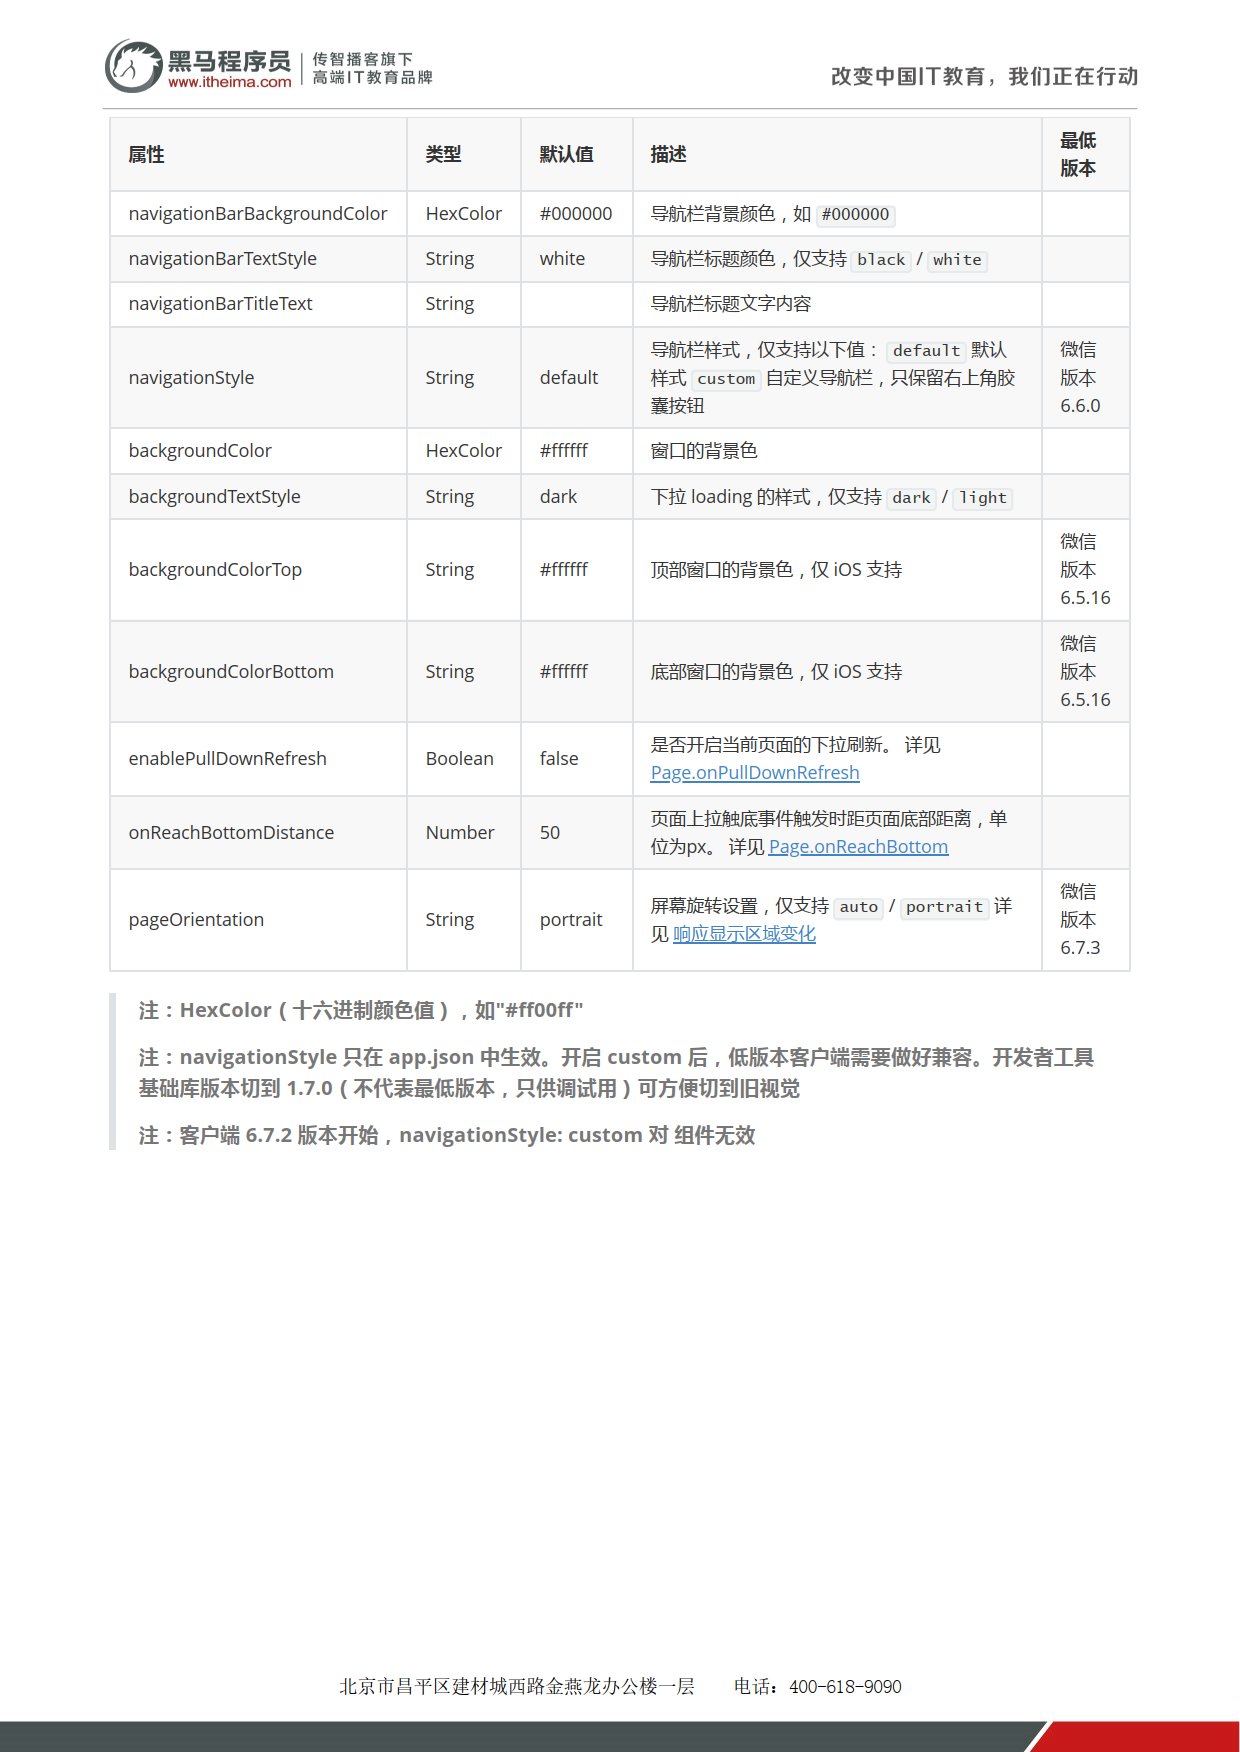 黑马程序员
www.itheima.com
传智播客旗下
高端IT教育品牌
改变中国IT教育，我们正在行动
属性 类型 默认值 描述 最低
版本
navigationBarBackgroundColor HexColor #000000 导航栏背景颜色，如 #000000
navigationBarTextStyle String white 导航栏标题颜色，仅支持 black / white
navigationBarTitleText String 导航栏标题文字内容
navigationStyle String default 导航栏样式，仅支持以下值： default 默认
样式 custom 自定义导航栏，只保留右上角胶
囊按钮
微信
版本
6.6.0
backgroundColor HexColor #ffffff 窗口的背景色
backgroundTextStyle String dark 下拉 loading 的样式，仅支持 dark / light
backgroundColorTop String #ffffff 顶部窗口的背景色，仅 iOS 支持 微信
版本
6.5.16
backgroundColorBottom String #ffffff 底部窗口的背景色，仅 iOS 支持 微信
版本
6.5.16
enablePullDownRefresh Boolean false 是否开启当前页面的下拉刷新。 详见
Page.onPullDownRefresh
onReachBottomDistance Number 50 页面上拉触底事件触发时距页面底部距离，单
位为px。 详见 Page.onReachBottom
pageOrientation String portrait 屏幕旋转设置，仅支持 auto / portrait 详
见 响应显示区域变化
微信
版本
6.7.3
注：HexColor（十六进制颜色值），如"#ff00ff"
注：navigationStyle 只在 app.json 中生效。开启 custom 后，低版本客户端需要做好兼容。开发者工具
基础库版本切到 1.7.0（不代表最低版本，只供调试用）可方便切到旧视觉
注：客户端 6.7.2 版本开始，navigationStyle: custom 对 组件无效
北京市昌平区建材城西路金燕龙办公楼一层 电话：400-618-9090